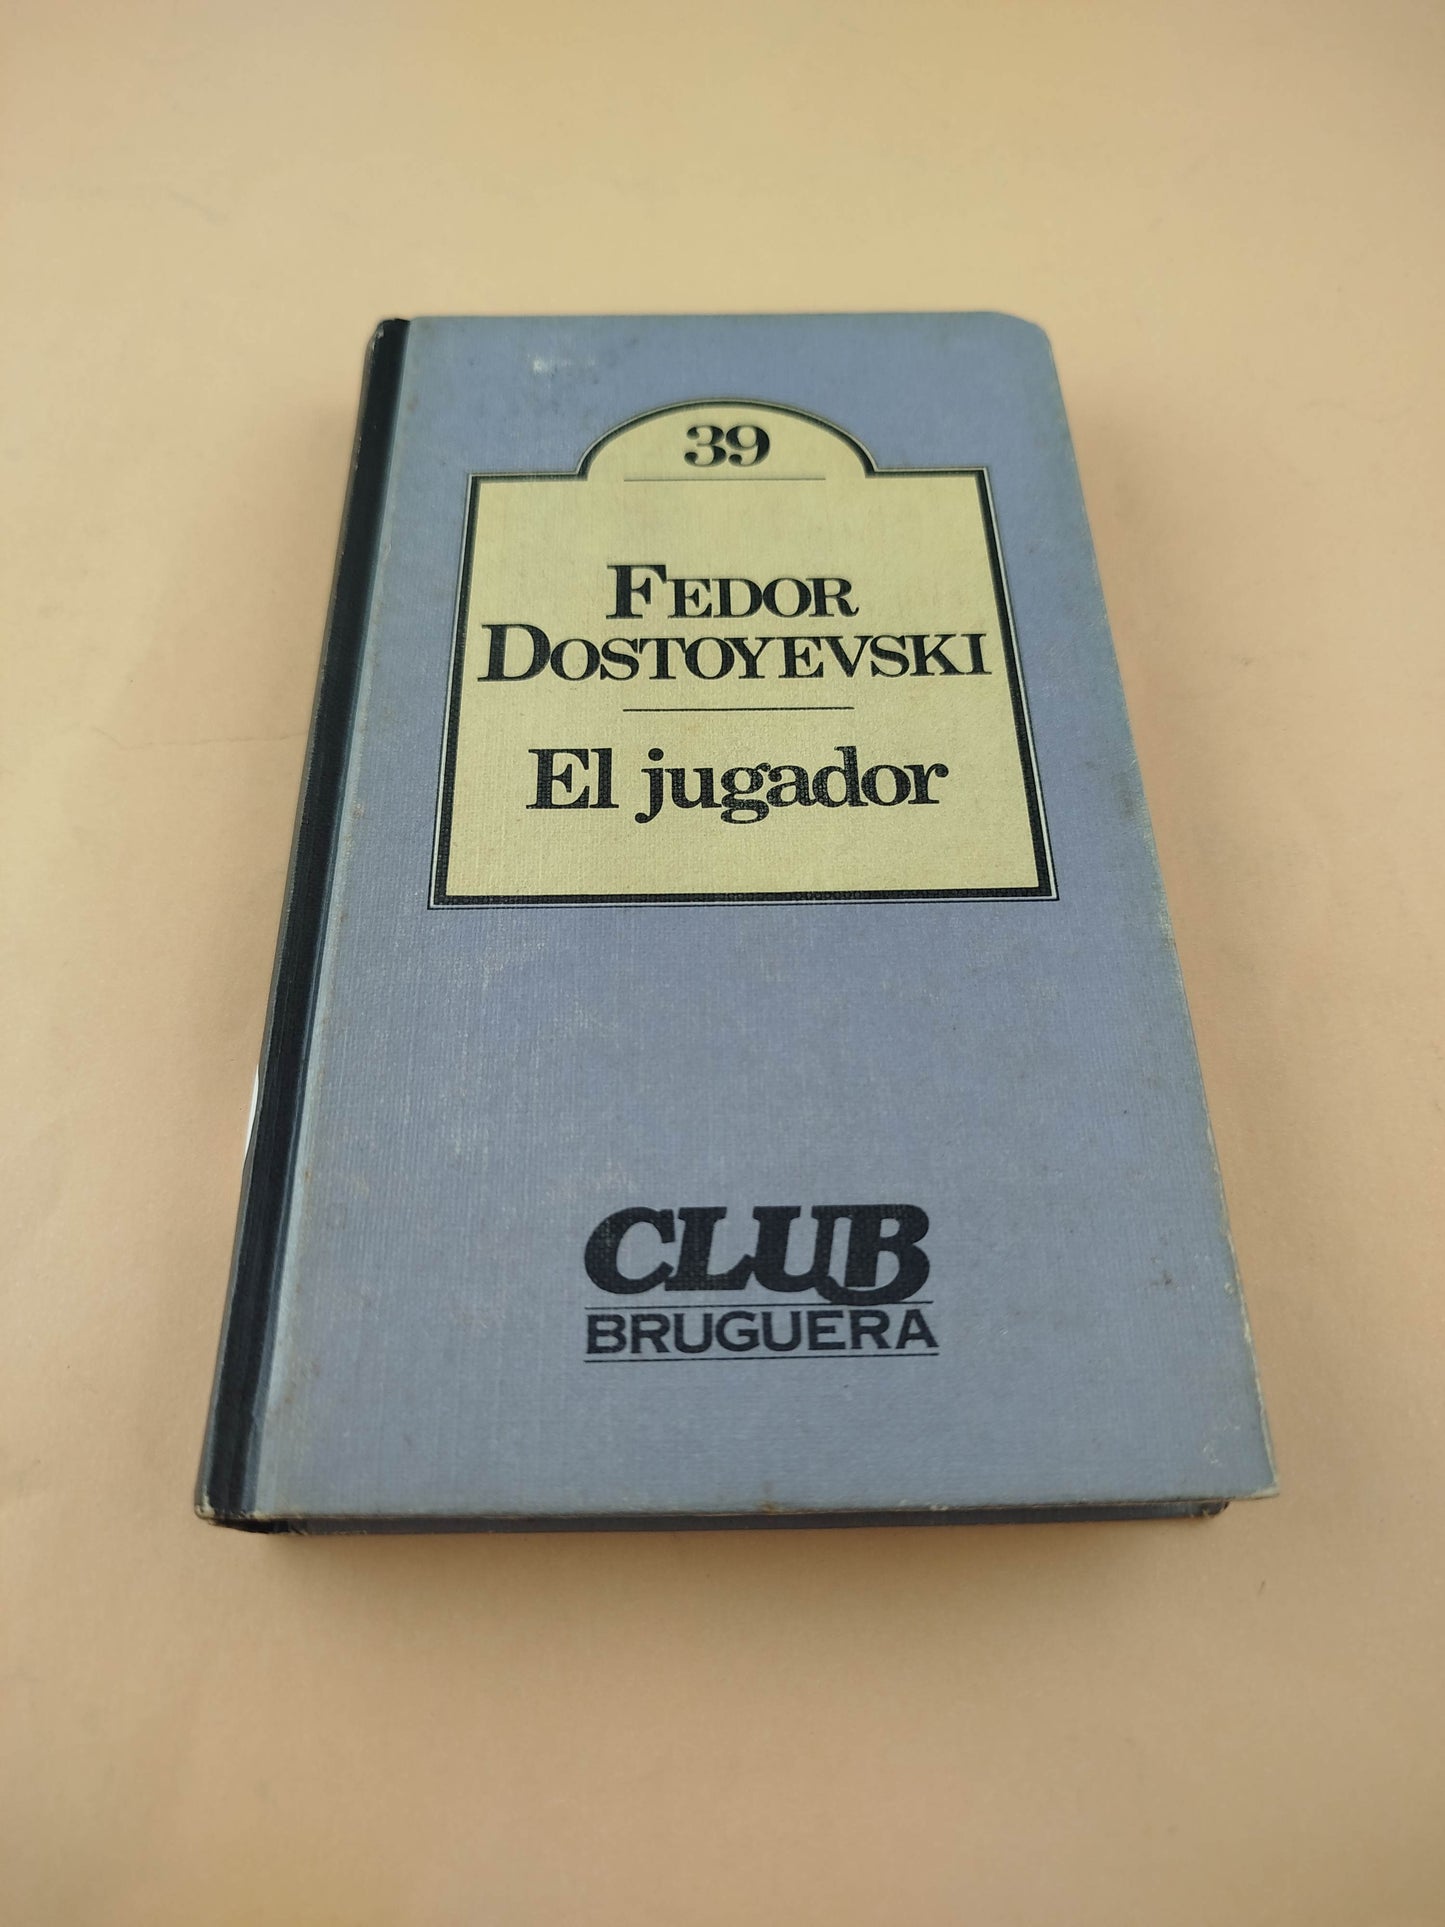 39
FEDOR
DOSTOYEVSKI
El jugador
CLUB
BRUGUERA